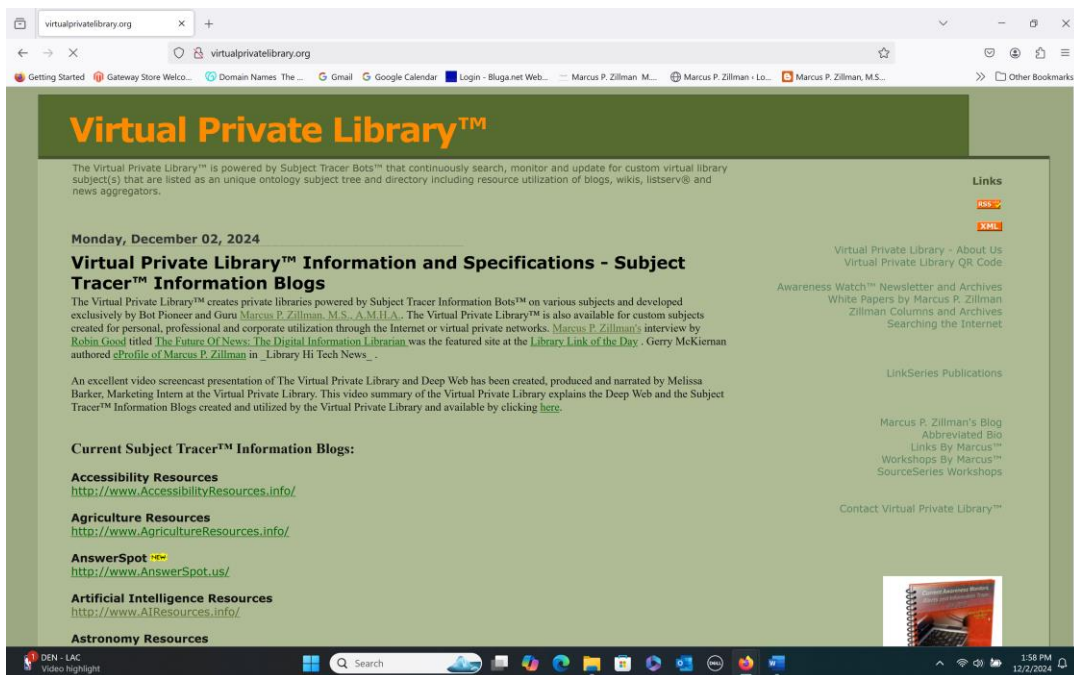 virtualprivatelibrary.org
virtualprivatelibrary.org
Getting Started Gateway Store Welco... Domain Names The ... Gmail Google Calendar Login - Bluga.net Web... Marcus P. Zillman M... Marcus P. Zillman ‹ Lo... Marcus P. Zillman, M.S... Other Bookmarks
Virtual Private Library™
The Virtual Private Library™ is powered by Subject Tracer Bots™ that continuously search, monitor and update for custom virtual library
subject(s) that are listed as an unique ontology subject tree and directory including resource utilization of blogs, wikis, listserv® and
news aggregators.
Monday, December 02, 2024
Virtual Private Library™ Information and Specifications - Subject
Tracer™ Information Blogs
The Virtual Private Library™ creates private libraries powered by Subject Tracer Information Bots™ on various subjects and developed
exclusively by Bot Pioneer and Guru Marcus P. Zillman, M.S., A.M.H.A.. The Virtual Private Library™ is also available for custom subjects
created for personal, professional and corporate utilization through the Internet or virtual private networks. Marcus P. Zillman's interview by
Robin Good titled The Future Of News: The Digital Information Librarian was the featured site at the Library Link of the Day . Gerry McKiernan
authored eProfile of Marcus P. Zillman in _Library Hi Tech News_ .
An excellent video screencast presentation of The Virtual Private Library and Deep Web has been created, produced and narrated by Melissa
Barker, Marketing Intern at the Virtual Private Library. This video summary of the Virtual Private Library explains the Deep Web and the Subject
Tracer™ Information Blogs created and utilized by the Virtual Private Library and available by clicking here.
Current Subject Tracer™ Information Blogs:
Accessibility Resources
http://www.AccessibilityResources.info/
Agriculture Resources
http://www.AgricultureResources.info/
AnswerSpot NEW
http://www.AnswerSpot.us/
Artificial Intelligence Resources
http://www.AIResources.info/
Astronomy Resources
Links
RSS
XML
Virtual Private Library - About Us
Virtual Private Library QR Code
Awareness Watch™ Newsletter and Archives
White Papers by Marcus P. Zillman
Zillman Columns and Archives
Searching the Internet
LinkSeries Publications
Marcus P. Zillman's Blog
Abbreviated Bio
Links By Marcus™
Workshops By Marcus™
SourceSeries Workshops
Contact Virtual Private Library™
1
DEN - LAC
Video highlight
Search
DELL
1:58 PM
12/2/2024